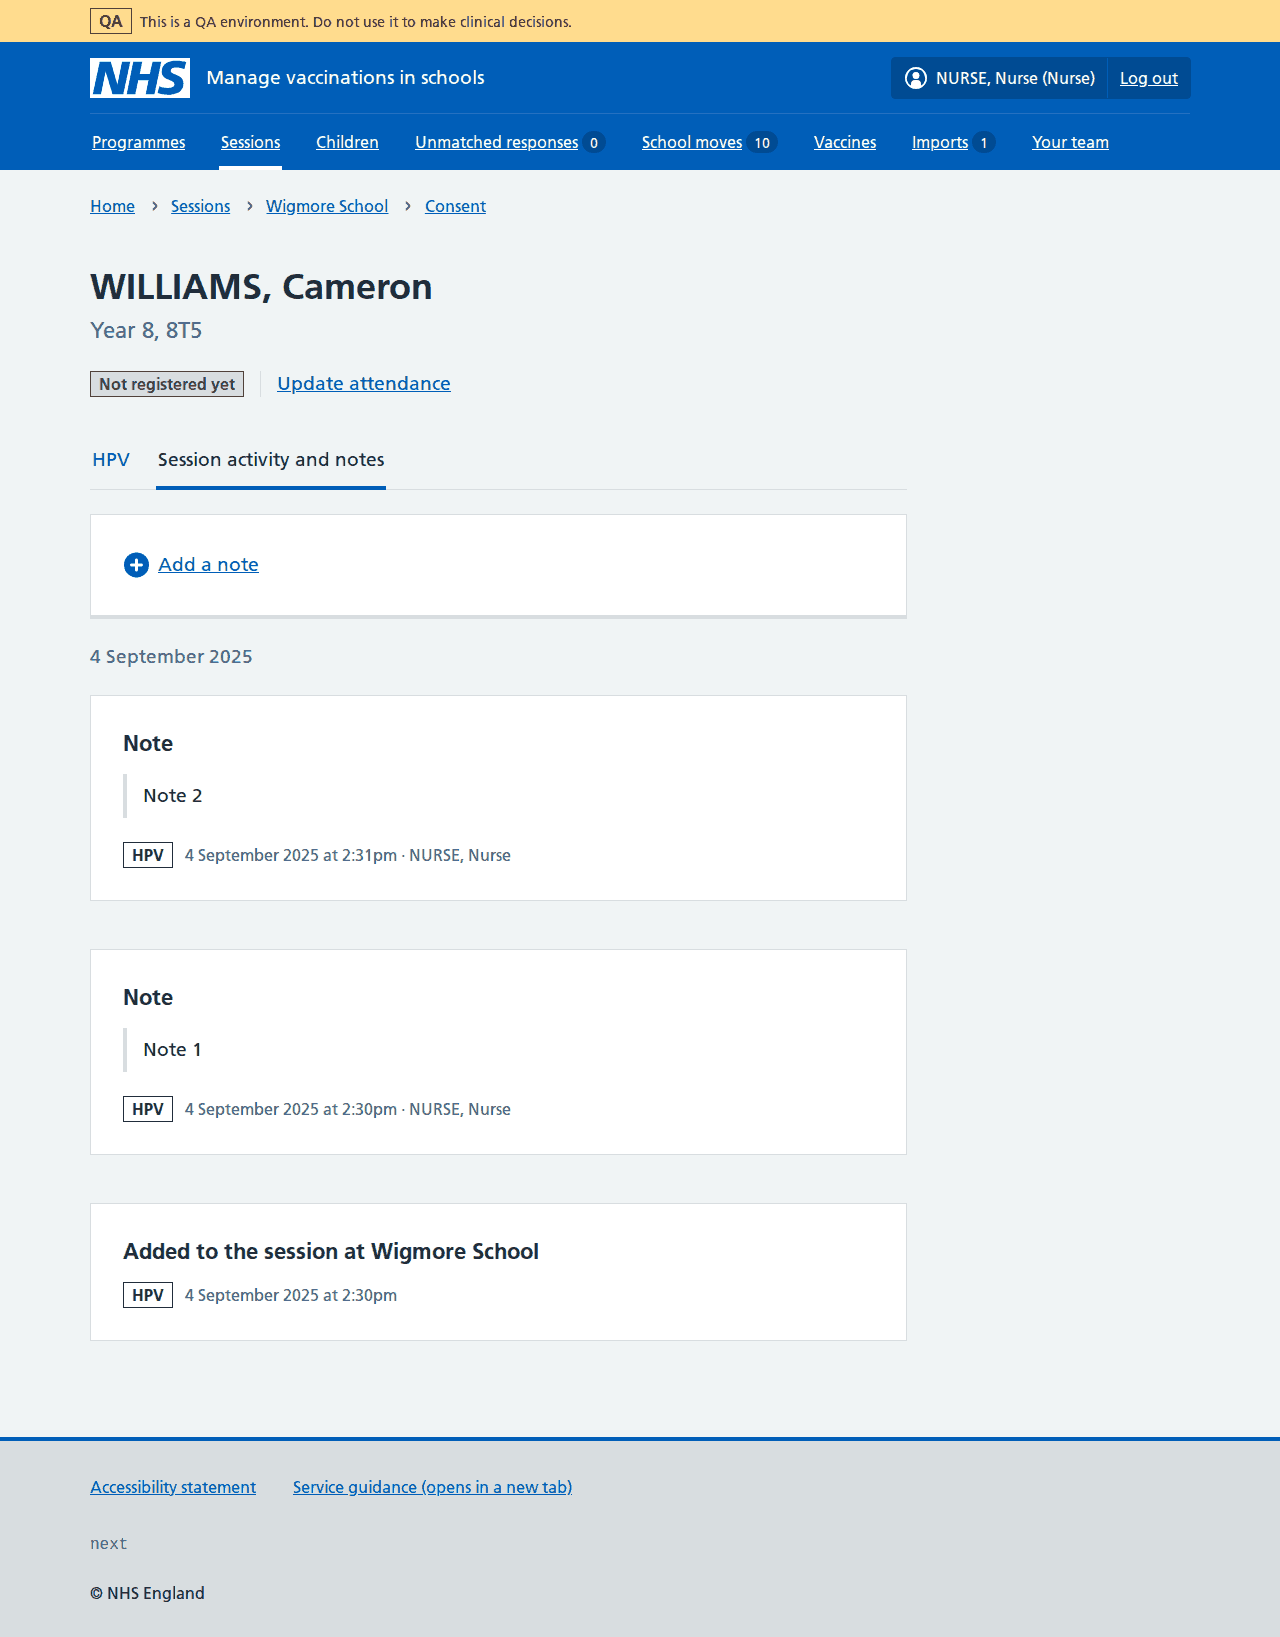 QA This is a QA environment. Do not use it to make clinical decisions.
NHS Manage vaccinations in schools NURSE, Nurse (Nurse) Log out
Programmes Sessions Children Unmatched responses 0 School moves 10 Vaccines Imports 1 Your team
Home › Sessions › Wigmore School › Consent
WILLIAMS, Cameron
Year 8, 8T5
Not registered yet Update attendance
HPV Session activity and notes
Add a note
4 September 2025
Note
Note 2
HPV 4 September 2025 at 2:31pm · NURSE, Nurse
Note
Note 1
HPV 4 September 2025 at 2:30pm · NURSE, Nurse
Added to the session at Wigmore School
HPV 4 September 2025 at 2:30pm
Accessibility statement Service guidance (opens in a new tab)
next
© NHS England